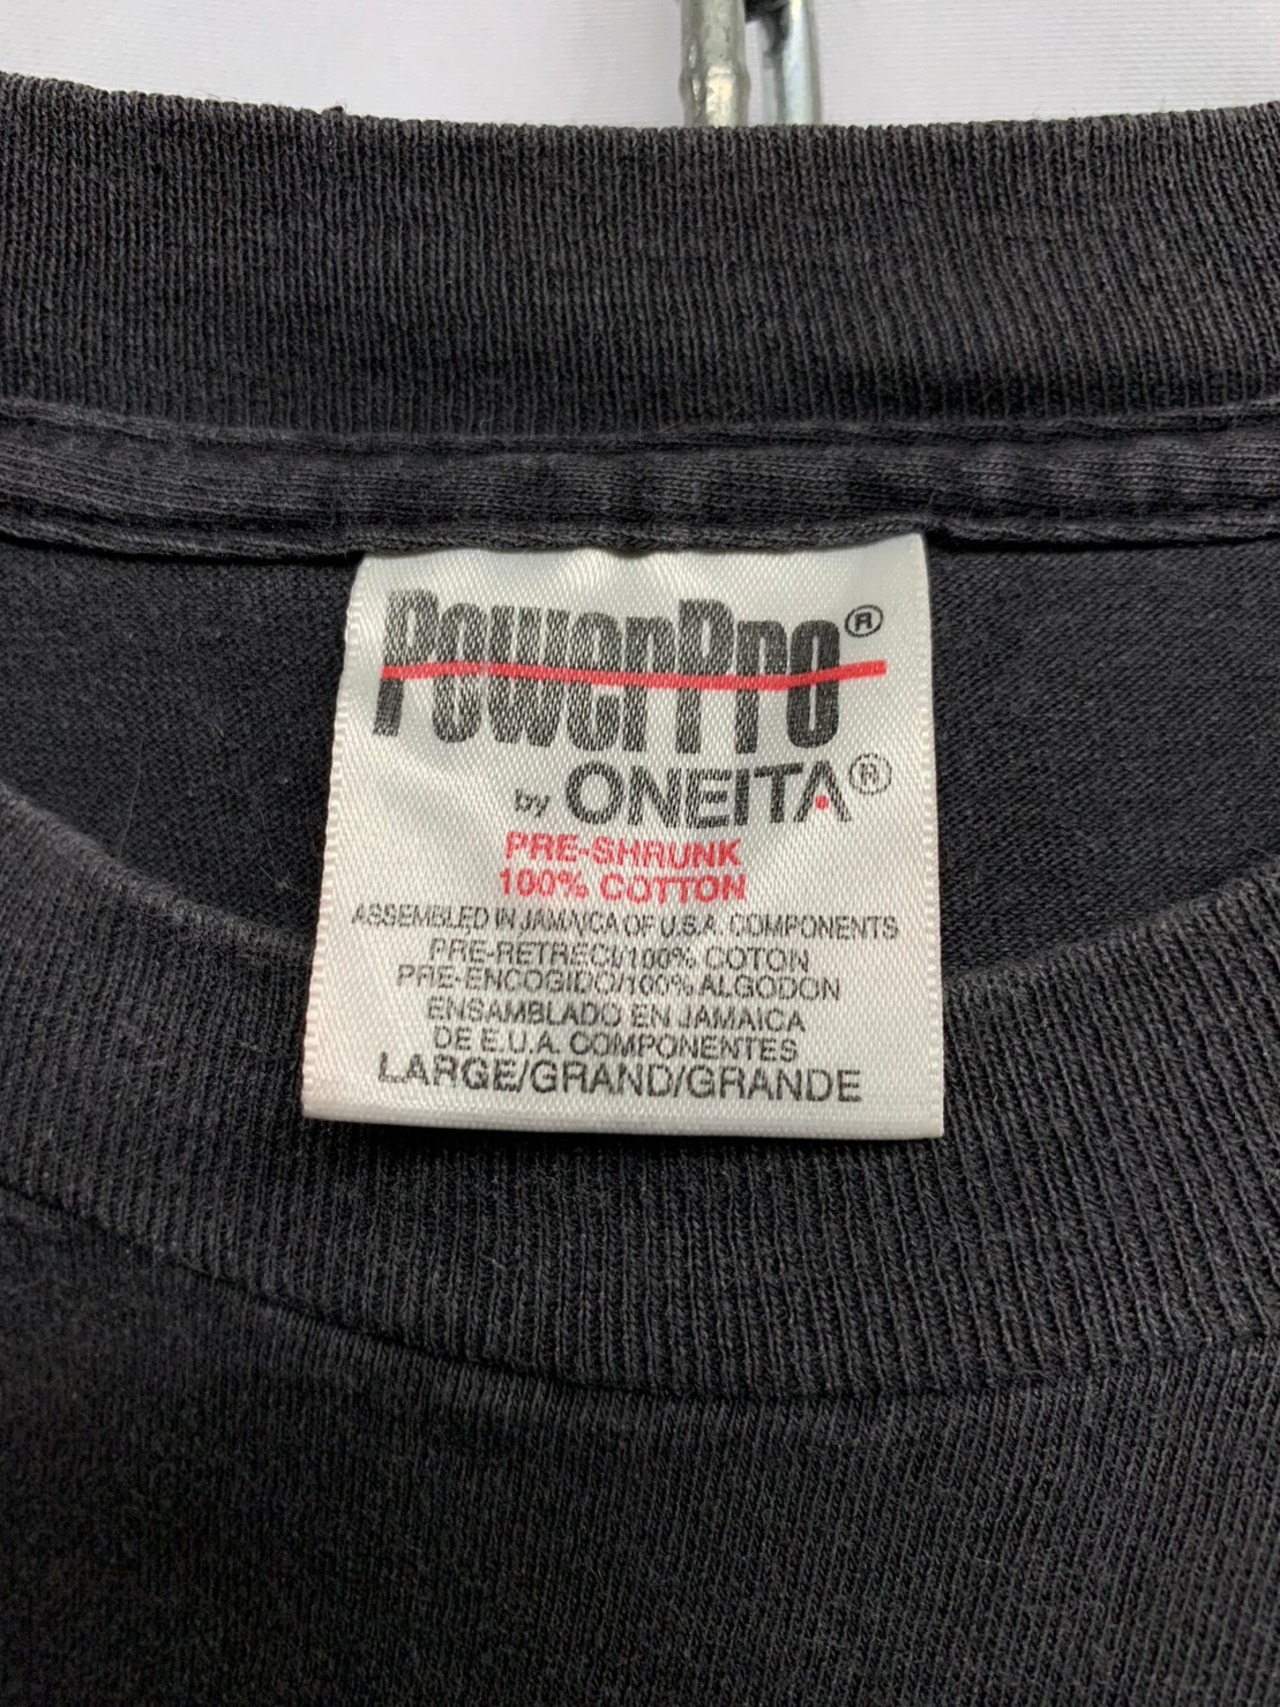 PowerPro®
by ONEITA®
PRE-SHRUNK
100% COTTON
ASSEMBLED IN JAMAICA OF U.S.A. COMPONENTS
PRE-RETRECI/100% COTON
PRE-ENCOGIDO/100% ALGODON
ENSAMBLADO EN JAMAICA
DE E.U.A. COMPONENTES
LARGE/GRAND/GRANDE